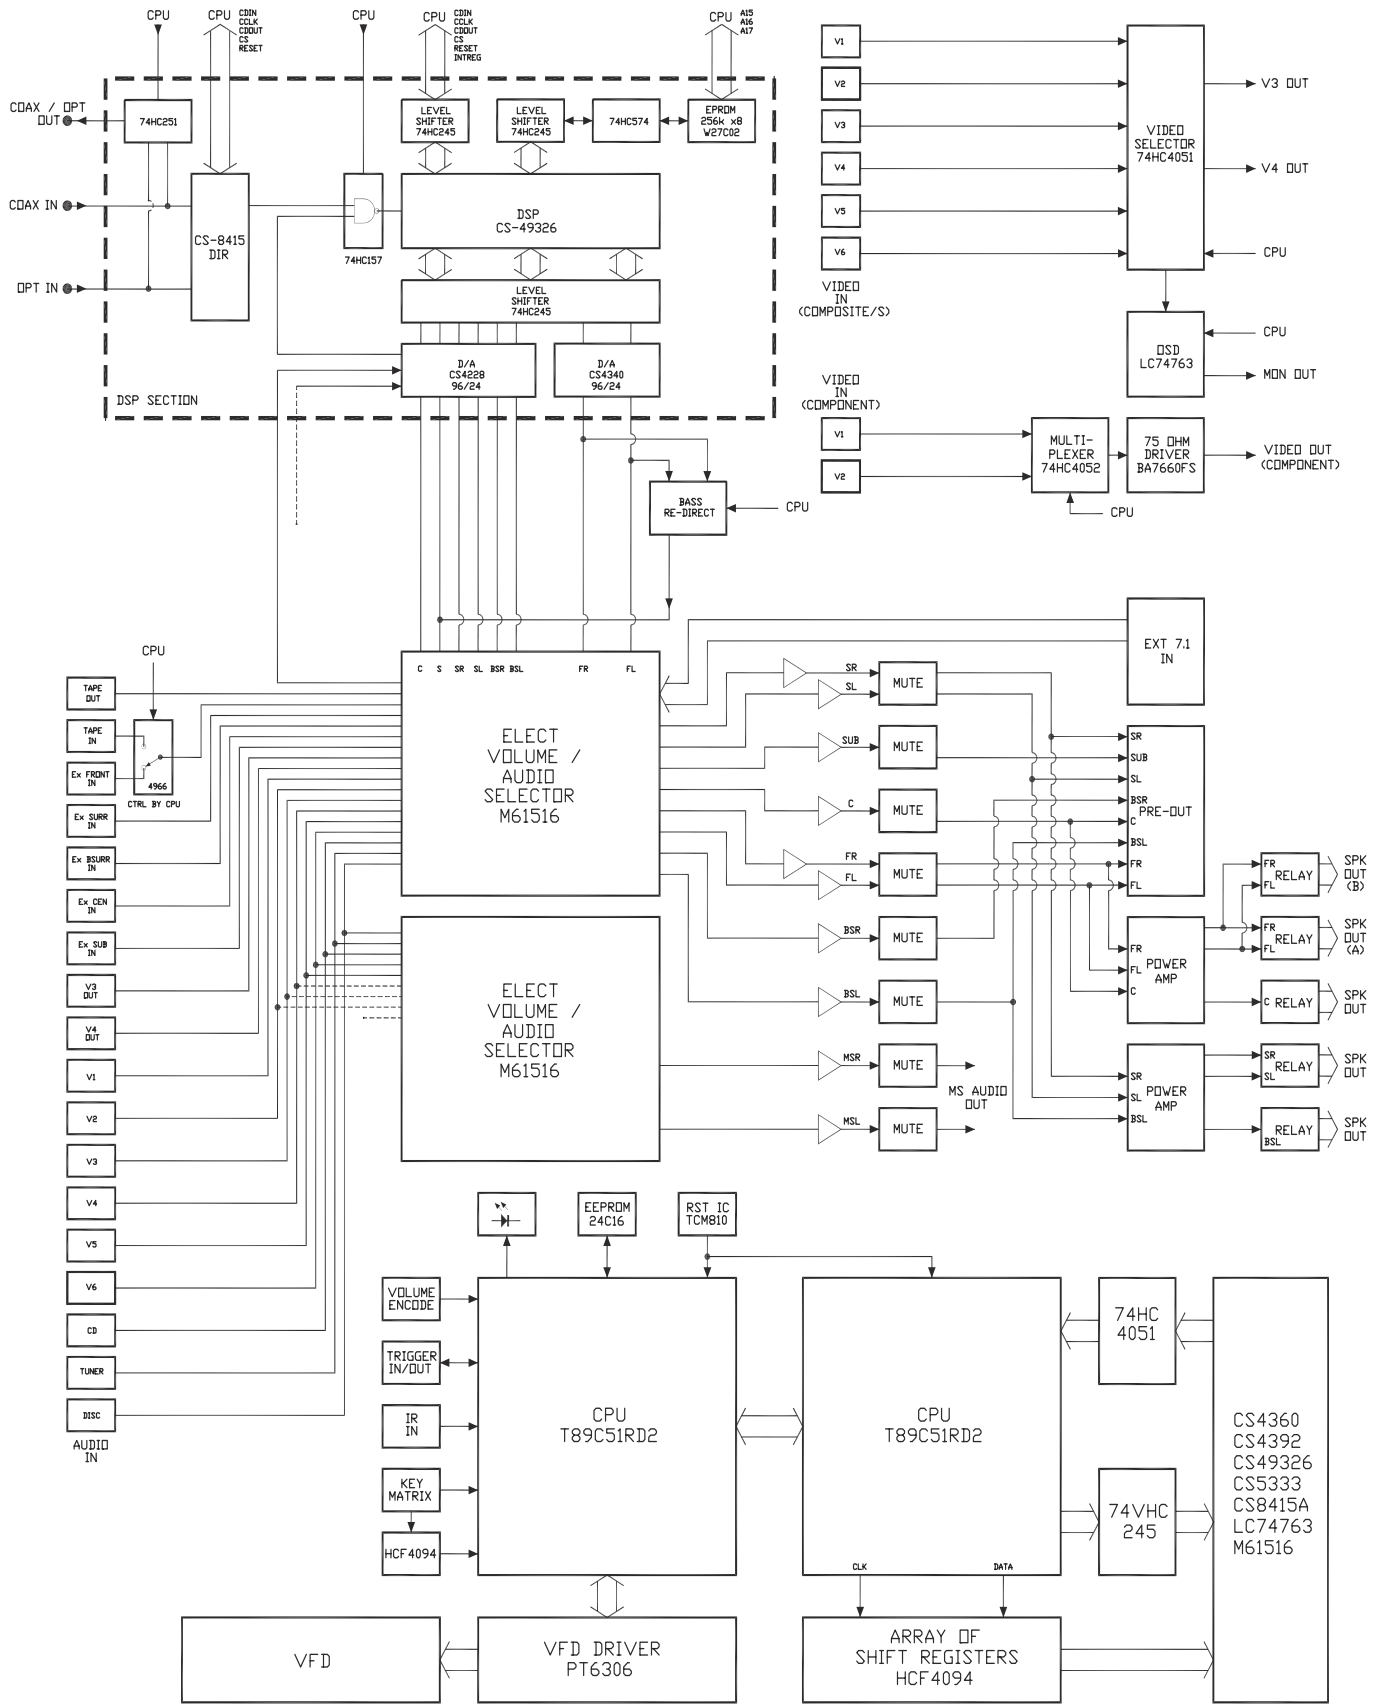 CPU
CDIN
CCLK
CDOUT
CS
RESET
CPU
CPU
CDIN
CCLK
CDOUT
CS
RESET
INTREG
CPU
A15
A16
A17
COAX / OPT
OUT
74HC251
LEVEL
SHIFTER
74HC245
LEVEL
SHIFTER
74HC245
74HC574
EPROM
256k x8
W27C02
COAX IN
OPT IN
CS-8415
DIR
74HC157
DSP
CS-49326
LEVEL
SHIFTER
74HC245
D/A
CS4228
96/24
D/A
CS4340
96/24
DSP SECTION
V1
V2
V3
V4
V5
V6
VIDEO
IN
(COMPOSITE/S)
VIDEO
SELECTOR
74HC4051
V3 OUT
V4 OUT
CPU
OSD
LC74763
CPU
MON OUT
VIDEO
IN
(COMPONENT)
V1
V2
MULTI-
PLEXER
74HC4052
CPU
75 OHM
DRIVER
BA7660FS
VIDEO OUT
(COMPONENT)
BASS
RE-DIRECT
CPU
EXT 7.1
IN
CPU
TAPE
OUT
TAPE
IN
Ex FRONT
IN
4966
CTRL BY CPU
Ex SURR
IN
Ex BSURR
IN
Ex CEN
IN
Ex SUB
IN
V3
OUT
V4
OUT
V1
V2
V3
V4
V5
V6
CD
TUNER
DISC
AUDIO
IN
C S SR SL BSR BSL FR FL
ELECT
VOLUME /
AUDIO
SELECTOR
M61516
ELECT
VOLUME /
AUDIO
SELECTOR
M61516
SR
SL
MUTE
SUB
MUTE
C
MUTE
FR
FL
MUTE
BSR
MUTE
BSL
MUTE
MSR
MUTE
MSL
MUTE
MS AUDIO
OUT
SR
SUB
SL
BSR
PRE-OUT
C
BSL
FR
FL
FR
FL
C
POWER
AMP
SR
SL
BSL
POWER
AMP
FR
FL
RELAY
SPK
OUT
(B)
FR
FL
RELAY
SPK
OUT
(A)
C RELAY
SPK
OUT
SR
SL
RELAY
SPK
OUT
RELAY
BSL
SPK
OUT
EEPROM
24C16
RST IC
TCM810
VOLUME
ENCODE
TRIGGER
IN/OUT
IR
IN
KEY
MATRIX
HCF4094
CPU
T89C51RD2
CPU
T89C51RD2
CLK
DATA
74HC
4051
74VHC
245
CS4360
CS4392
CS49326
CS5333
CS8415A
LC74763
M61516
VFD
VFD DRIVER
PT6306
ARRAY OF
SHIFT REGISTERS
HCF4094